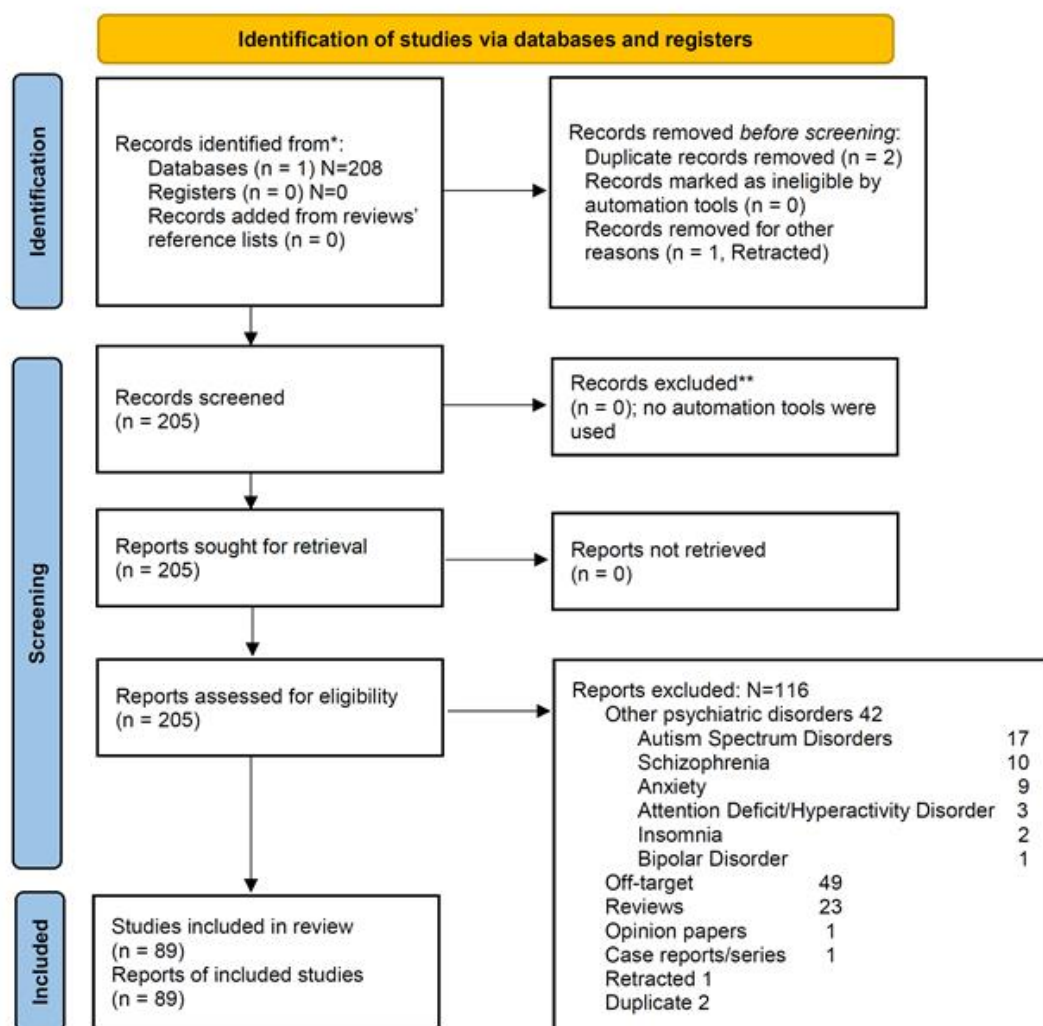 Identification of studies via databases and registers
Identification
Records identified from*:
Databases (n = 1) N=208
Registers (n = 0) N=0
Records added from reviews'
reference lists (n = 0)
Records removed before screening:
Duplicate records removed (n = 2)
Records marked as ineligible by
automation tools (n = 0)
Records removed for other
reasons (n = 1, Retracted)
Screening
Records screened
(n = 205)
Records excluded**
(n = 0); no automation tools were
used
Reports sought for retrieval
(n = 205)
Reports not retrieved
(n = 0)
Reports assessed for eligibility
(n = 205)
Reports excluded: N=116
Other psychiatric disorders 42
Autism Spectrum Disorders 17
Schizophrenia 10
Anxiety 9
Attention Deficit/Hyperactivity Disorder 3
Insomnia 2
Bipolar Disorder 1
Off-target 49
Reviews 23
Opinion papers 1
Case reports/series 1
Retracted 1
Duplicate 2
Included
Studies included in review
(n = 89)
Reports of included studies
(n = 89)